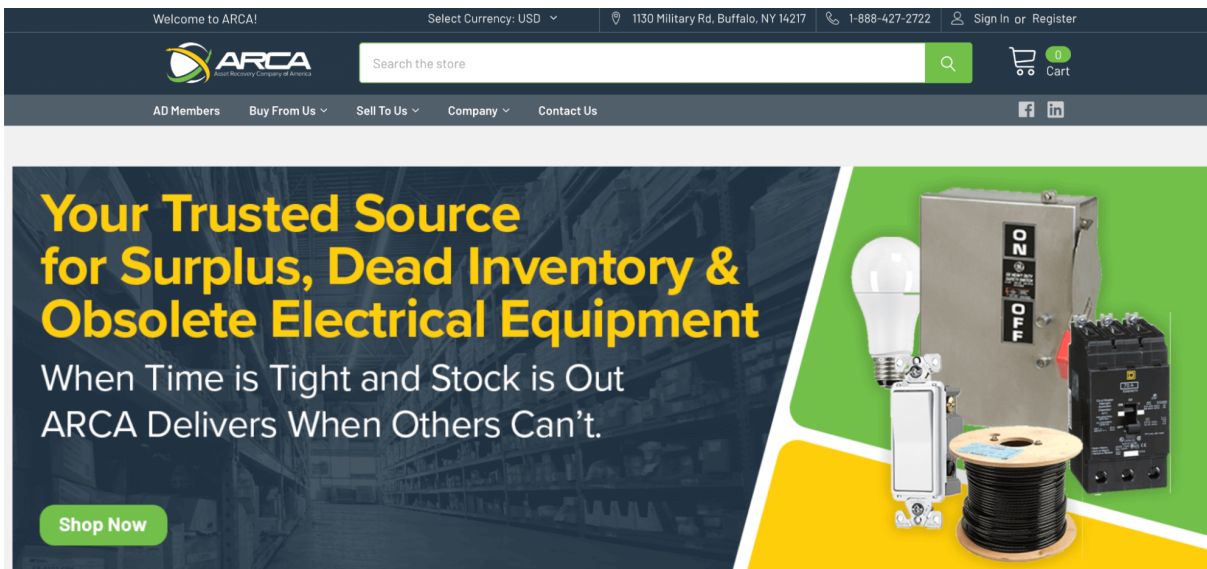 Welcome to ARCA!
Select Currency: USD
1130 Military Rd, Buffalo, NY 14217
1-888-427-2722
Sign In or Register
ARCA
Asset Recovery Company of America
Search the store
0
Cart
AD Members
Buy From Us
Sell To Us
Company
Contact Us
f
in
Your Trusted Source
for Surplus, Dead Inventory &
Obsolete Electrical Equipment
When Time is Tight and Stock is Out
ARCA Delivers When Others Can't.
Shop Now
ON
OFF